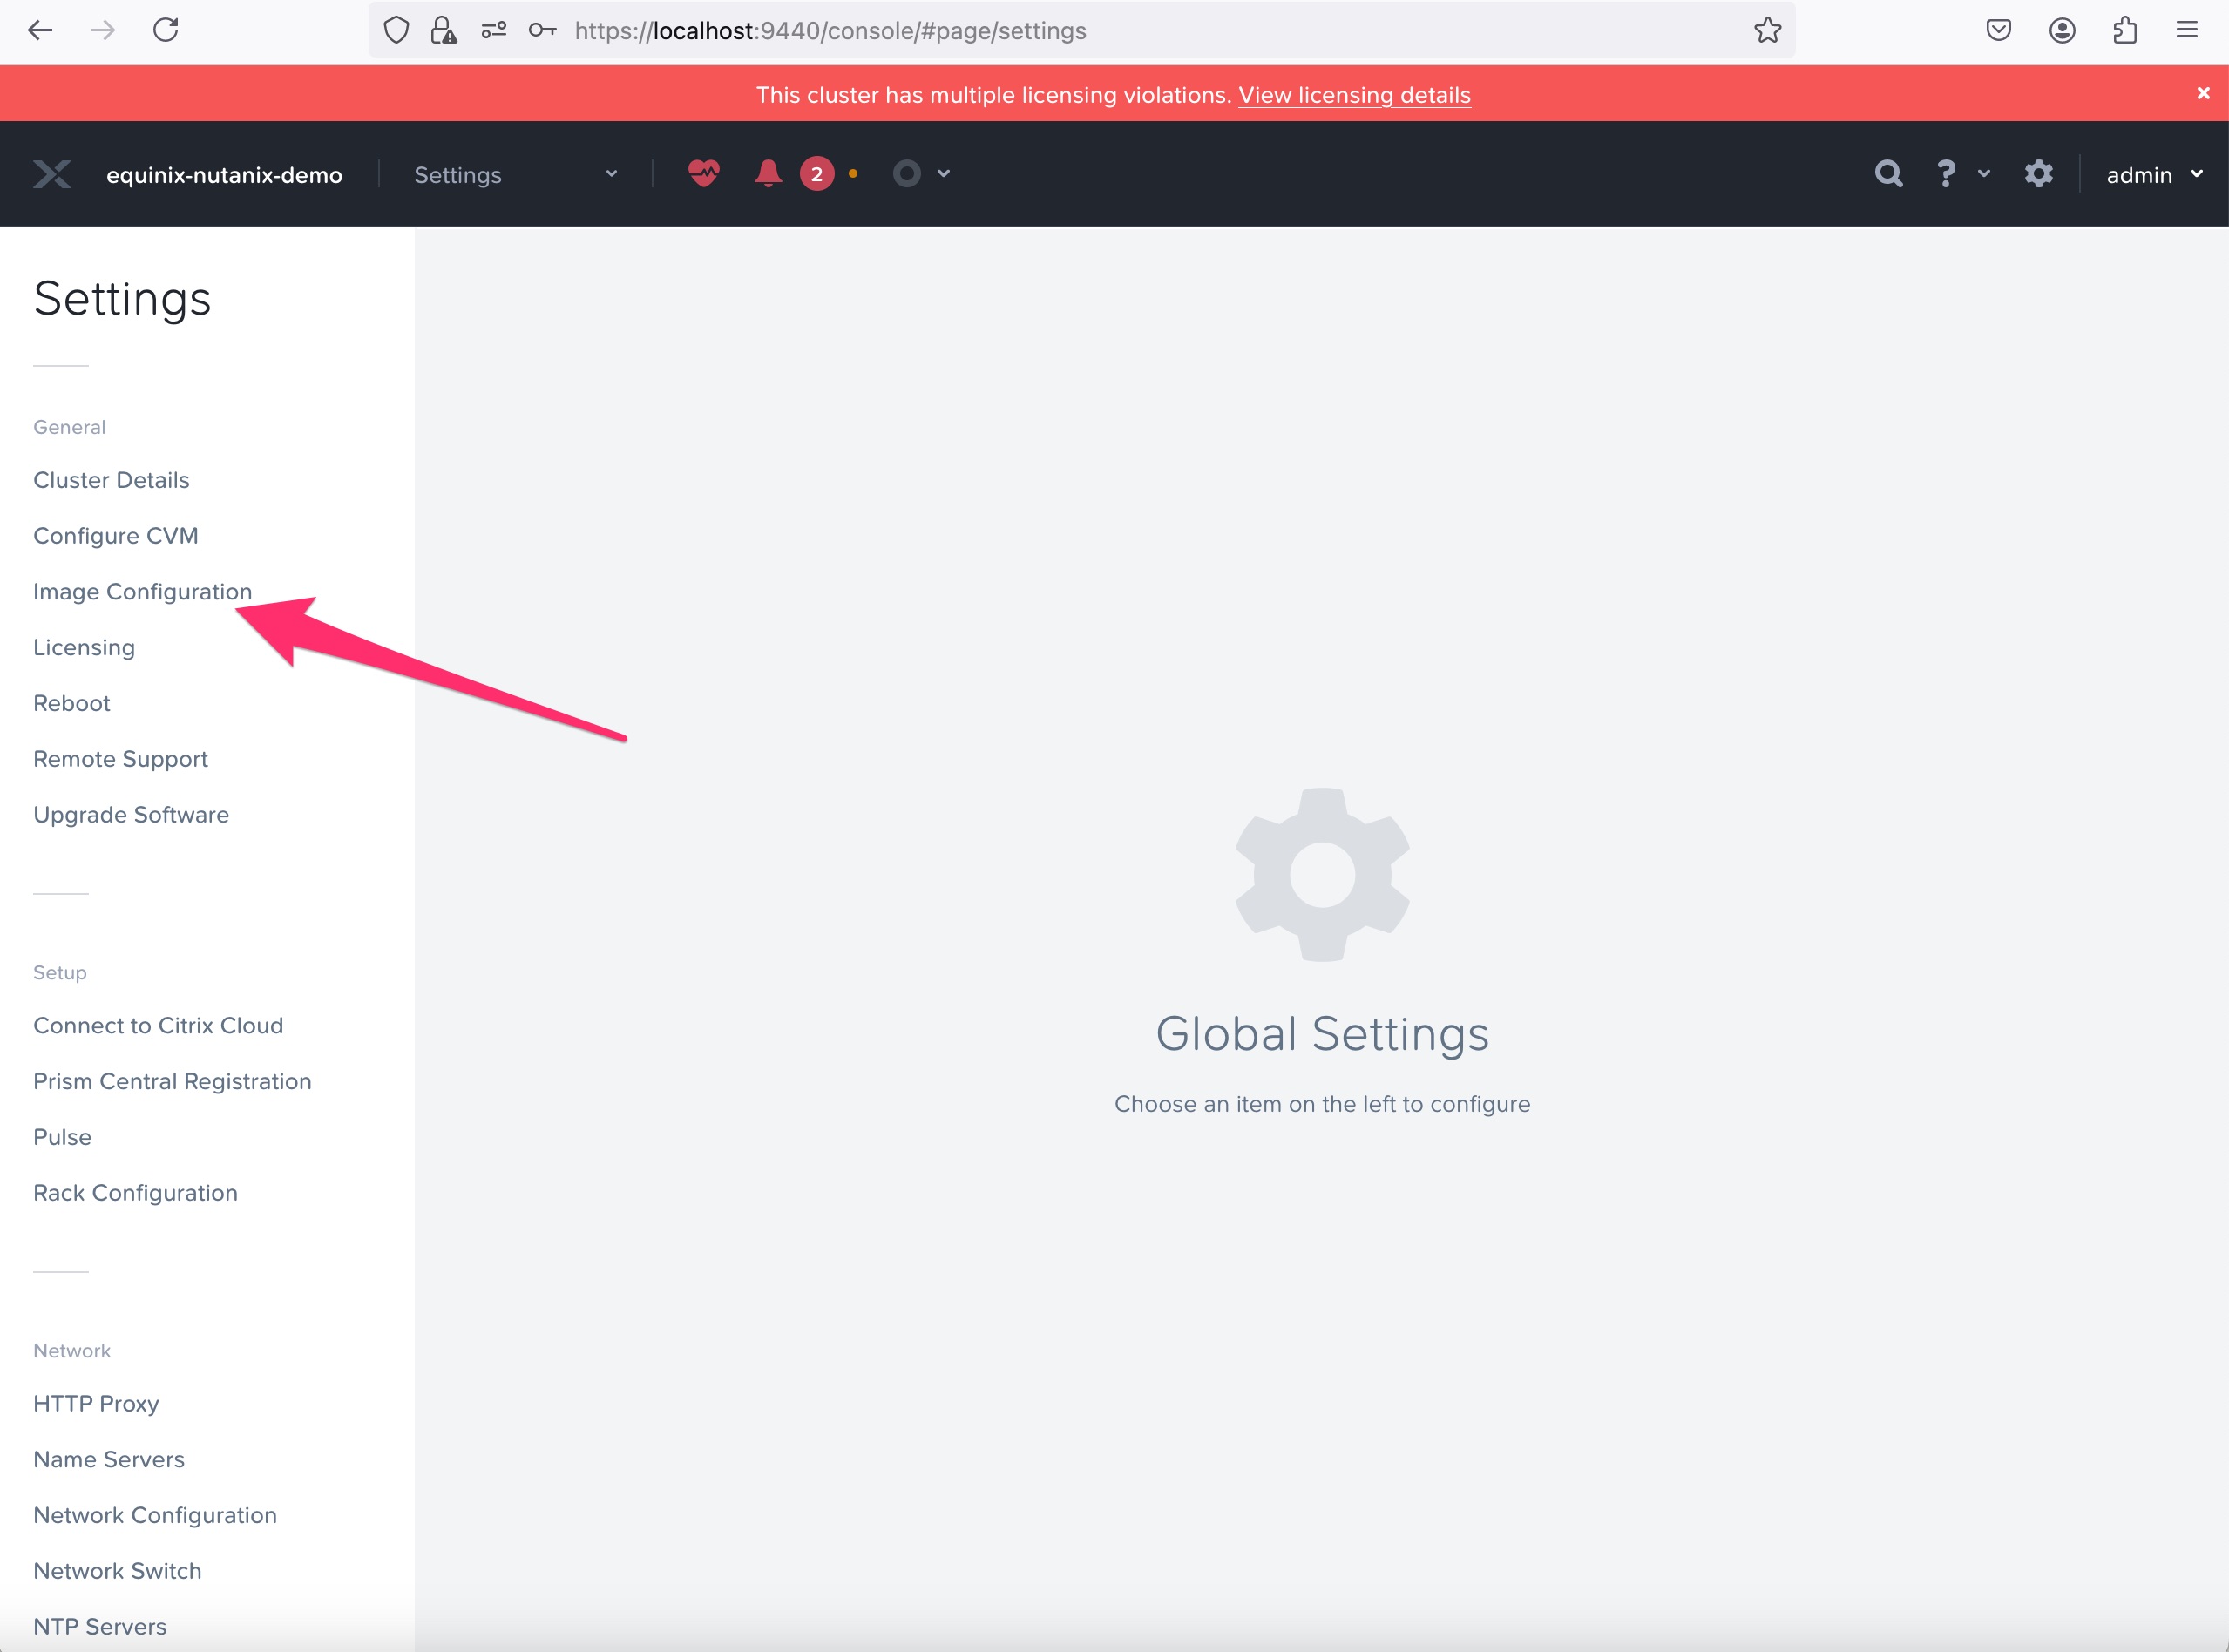 https://localhost:9440/console/#page/settings
This cluster has multiple licensing violations. View licensing details
equinix-nutanix-demo
Settings
2
?
admin
Settings
General
Cluster Details
Configure CVM
Image Configuration
Licensing
Reboot
Remote Support
Upgrade Software
Setup
Connect to Citrix Cloud
Prism Central Registration
Pulse
Rack Configuration
Network
HTTP Proxy
Name Servers
Network Configuration
Network Switch
NTP Servers
Global Settings
Choose an item on the left to configure